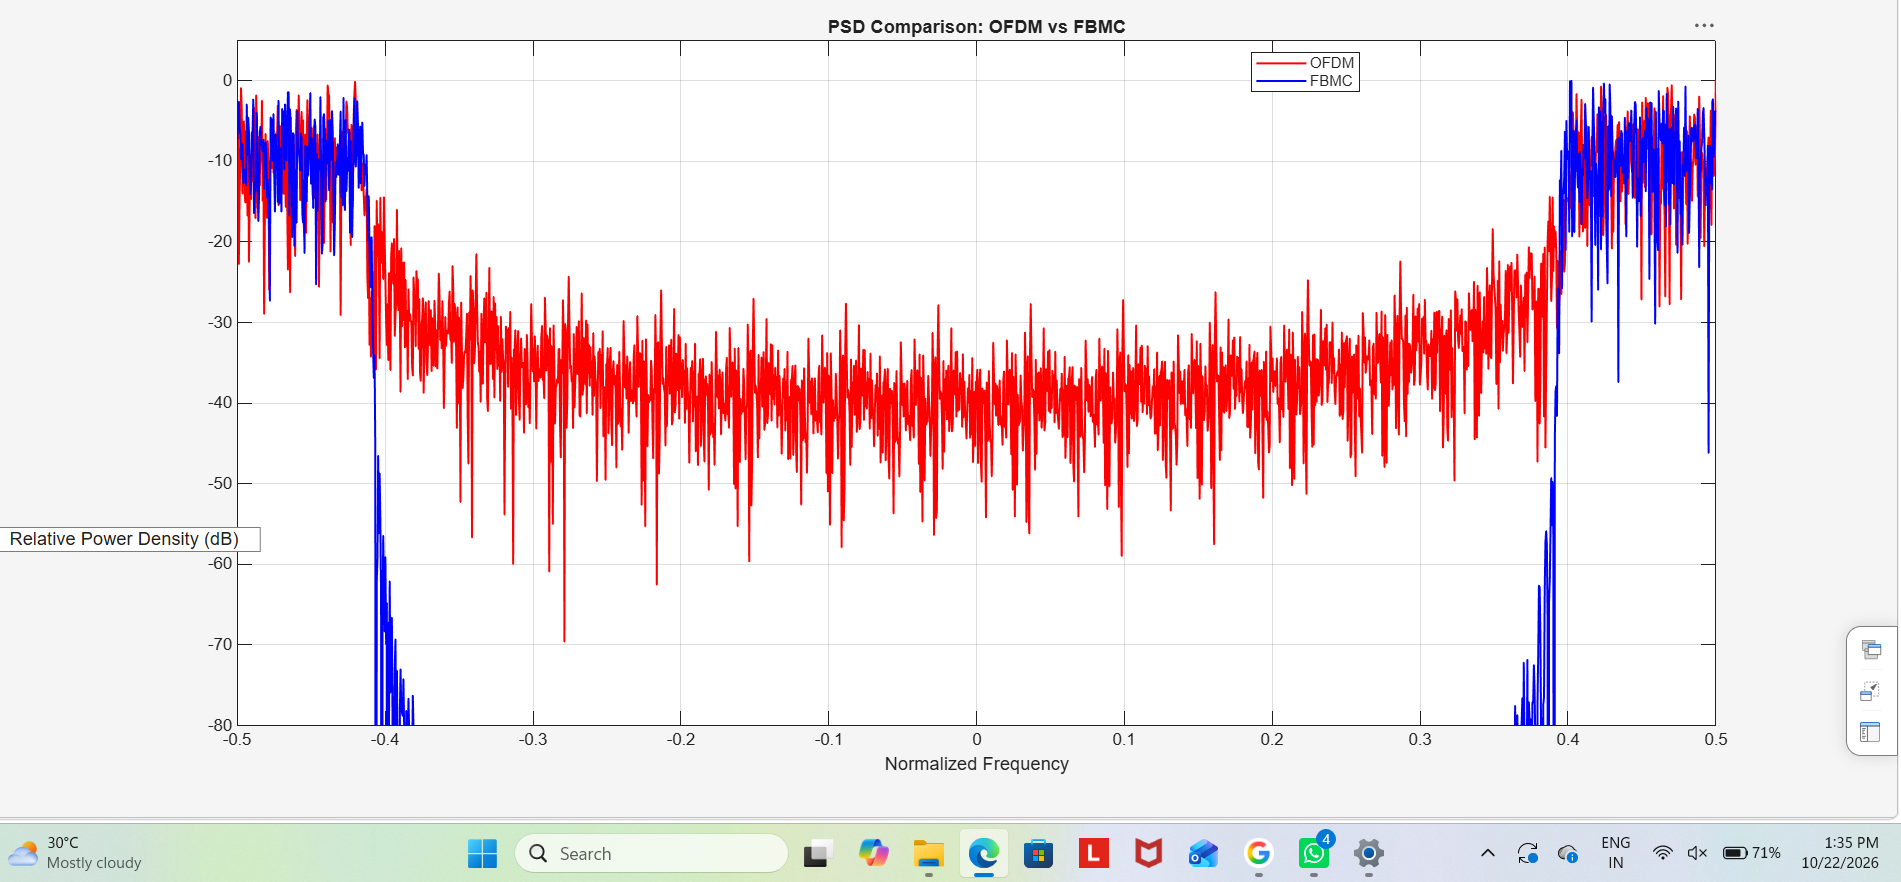 PSD Comparison: OFDM vs FBMC
OFDM
FBMC
0
-10
-20
-30
-40
-50
Relative Power Density (dB)
-60
-70
-80
-0.5 -0.4 -0.3 -0.2 -0.1 0 0.1 0.2 0.3 0.4 0.5
Normalized Frequency
30°C
Mostly cloudy
Search
L
G
4
ENG
IN
71%
1:35 PM
10/22/2026